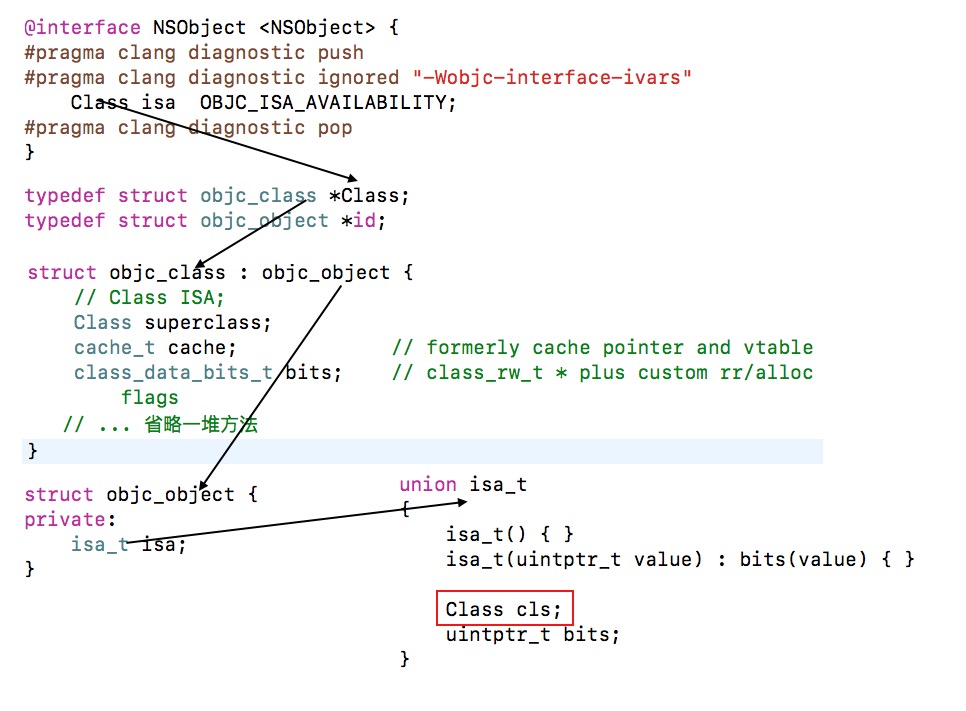 @interface NSObject <NSObject> {
#pragma clang diagnostic push
#pragma clang diagnostic ignored "-Wobjc-interface-ivars"
    Class isa  OBJC_ISA_AVAILABILITY;
#pragma clang diagnostic pop
}
typedef struct objc_class *Class;
typedef struct objc_object *id;
struct objc_class : objc_object {
    // Class ISA;
    Class superclass;
    cache_t cache;             // formerly cache pointer and vtable
    class_data_bits_t bits;    // class_rw_t * plus custom rr/alloc
        flags
   // ... 省略一堆方法
}
struct objc_object {
private:
    isa_t isa;
}
union isa_t
{
    isa_t() { }
    isa_t(uintptr_t value) : bits(value) { }
    Class cls;
    uintptr_t bits;
}